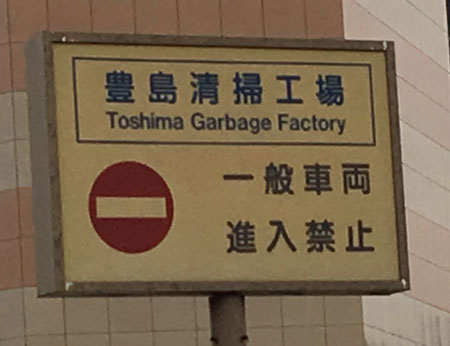 豊島清掃工場
Toshima Garbage Factory
一般車両
進入禁止